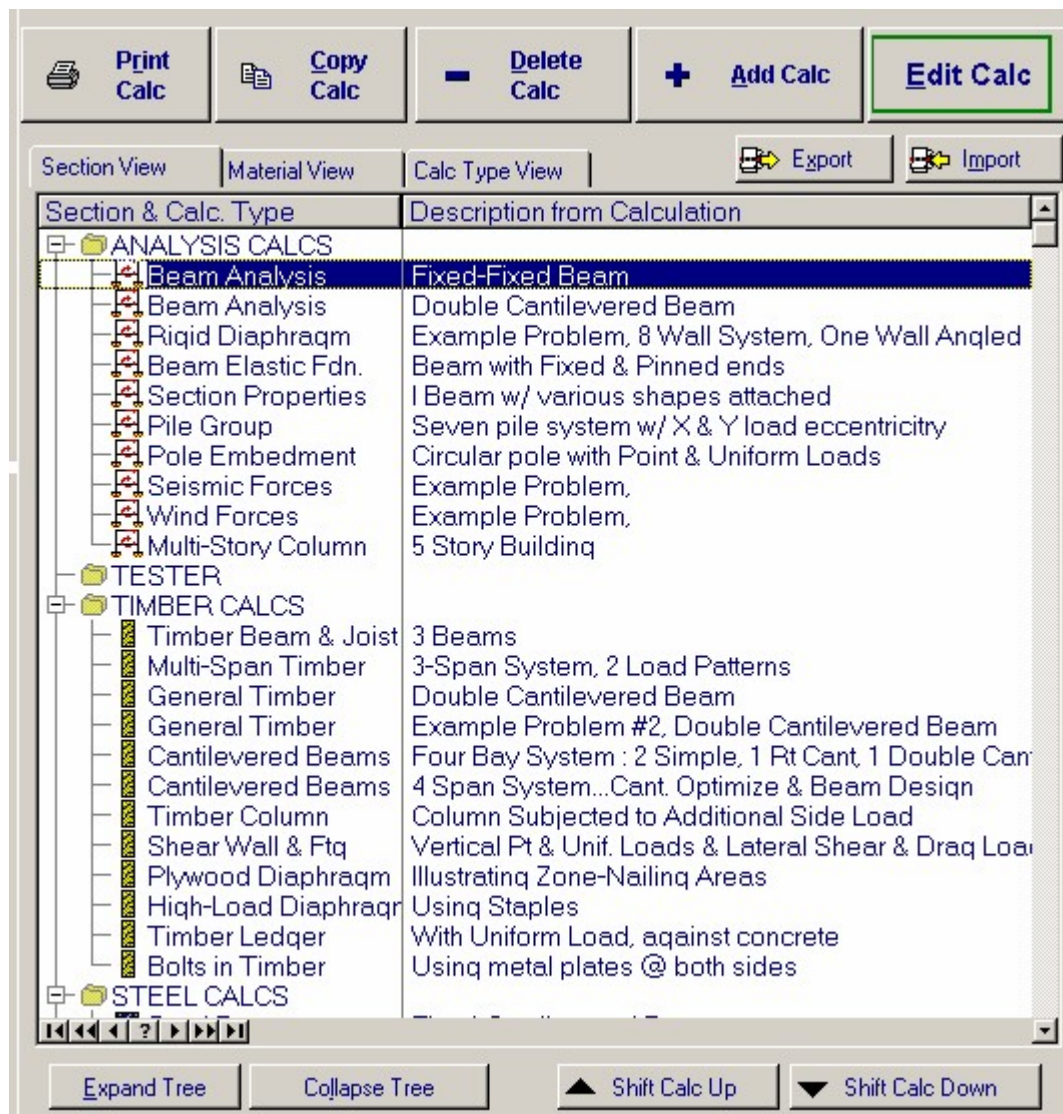 Print Calc
Copy Calc
Delete Calc
Add Calc
Edit Calc
Section View
Material View
Calc Type View
Export
Import
Section & Calc. Type Description from Calculation
ANALYSIS CALCS
Beam Analysis Fixed-Fixed Beam
Beam Analysis Double Cantilevered Beam
Rigid Diaphragm Example Problem, 8 Wall System, One Wall Angled
Beam Elastic Fdn. Beam with Fixed & Pinned ends
Section Properties I Beam w/ various shapes attached
Pile Group Seven pile system w/ X & Y load eccentricitry
Pole Embedment Circular pole with Point & Uniform Loads
Seismic Forces Example Problem,
Wind Forces Example Problem,
Multi-Story Column 5 Story Building
TESTER
TIMBER CALCS
Timber Beam & Joist 3 Beams
Multi-Span Timber 3-Span System, 2 Load Patterns
General Timber Double Cantilevered Beam
General Timber Example Problem #2, Double Cantilevered Beam
Cantilevered Beams Four Bay System : 2 Simple, 1 Rt Cant, 1 Double Can
Cantilevered Beams 4 Span System...Cant. Optimize & Beam Design
Timber Column Column Subjected to Additional Side Load
Shear Wall & Ftg Vertical Pt & Unif. Loads & Lateral Shear & Drag Loa
Plywood Diaphragm Illustrating Zone-Nailing Areas
High-Load Diaphragr Using Staples
Timber Ledger With Uniform Load, against concrete
Bolts in Timber Using metal plates @ both sides
STEEL CALCS
?
Expand Tree
Collapse Tree
Shift Calc Up
Shift Calc Down